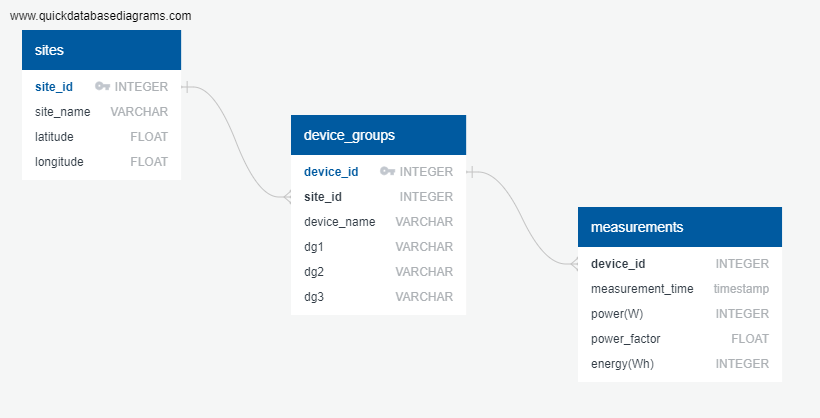 www.quickdatabasediagrams.com
sites
site_id INTEGER
site_name VARCHAR
latitude FLOAT
longitude FLOAT
device_groups
device_id INTEGER
site_id INTEGER
device_name VARCHAR
dg1 VARCHAR
dg2 VARCHAR
dg3 VARCHAR
measurements
device_id INTEGER
measurement_time timestamp
power(W) INTEGER
power_factor FLOAT
energy(Wh) INTEGER